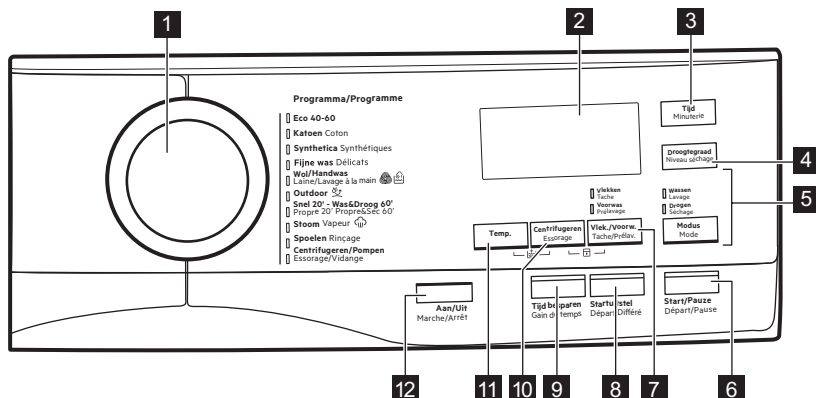 1
2
3
Programma/Programme
Eco 40-60
Katoen Coton
Synthetica Synthétiques
Fijne was Délicats
Wol/Handwas
Laine/Lavage à la main
Outdoor
Snel 20' - Was&Droog 60'
Propre 20' Propre&Sec 60'
Stoom Vapeur
Spoelen Rinçage
Centrifugeren/Pompen
Essorage/Vidange
Tijd
Minuterie
Droogtegraad
Niveau séchage
4
Vlekken
Tache
Voorwas
Prélavage
Wassen
Lavage
Drogen
Séchage
5
Temp.
Centrifugeren
Essorage
Vlek./Voorw.
Tache/Prélav.
Modus
Mode
Aan/Uit
Marche/Arrêt
Tijd besparen
Gain de temps
Startuitstel
Départ Différé
Start/Pauze
Départ/Pause
12
11
10
9
8
7
6